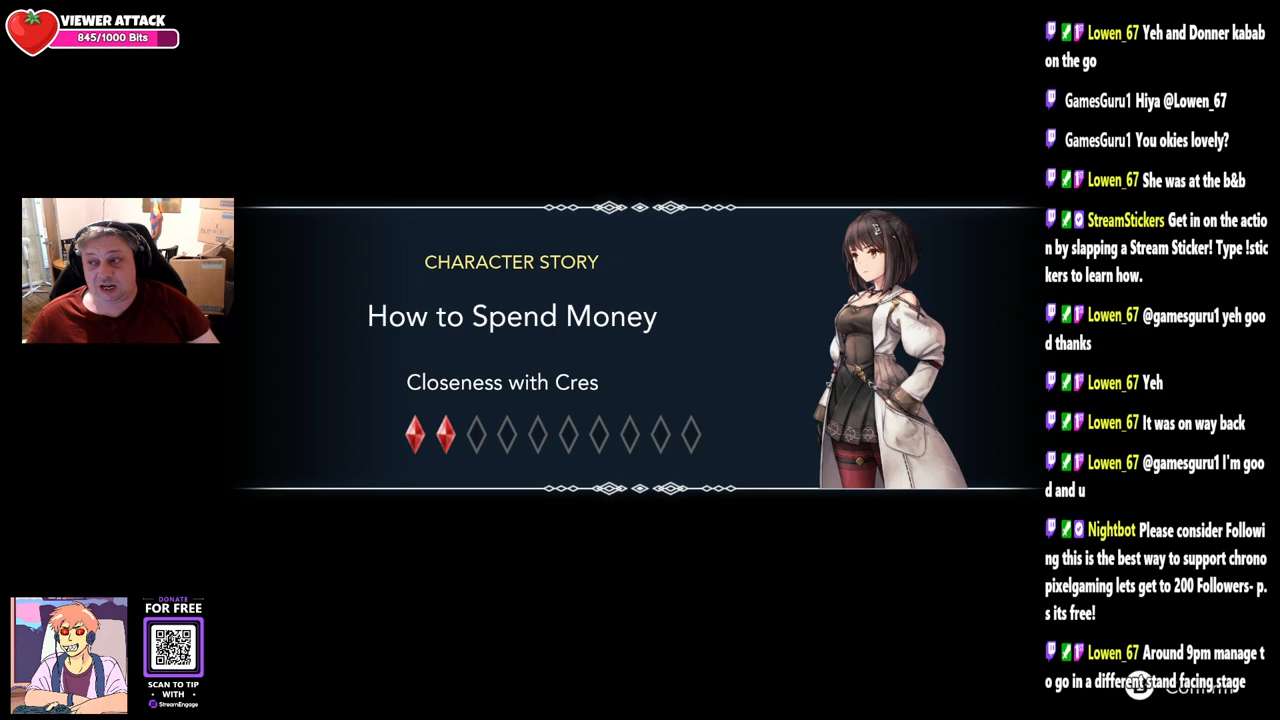 VIEWER ATTACK
845/1000 Bits
CHARACTER STORY
How to Spend Money
Closeness with Cres
DONATE
FOR FREE
SCAN TO TIP
• WITH •
StreamEngage
Lowen_67 Yeh and Donner kabab
on the go
GamesGuru1 Hiya @Lowen_67
GamesGuru1 You okies lovely?
Lowen_67 She was at the b&b
StreamStickers Get in on the actio
n by slapping a Stream Sticker! Type !stic
kers to learn how.
Lowen_67 @gamesguru1 yeh goo
d thanks
Lowen_67 Yeh
Lowen_67 It was on way back
Lowen_67 @gamesguru1 I'm goo
d and u
Nightbot Please consider Followi
ng this is the best way to support chrono
pixelgaming lets get to 200 Followers- p.
s its free!
Lowen_67 Around 9pm manage t
o go in a different stand facing stage